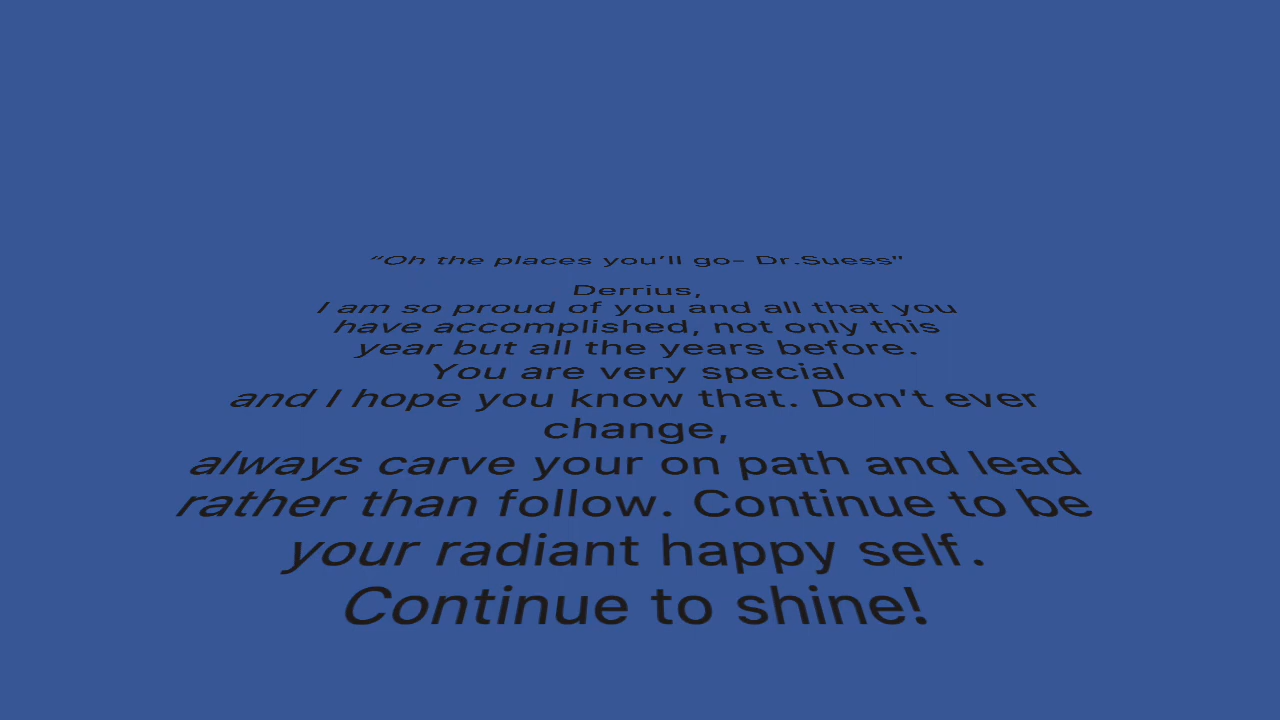 “Oh the places you’ll go- Dr.Suess"
Derrius,
I am so proud of you and all that you
have accomplished, not only this
year but all the years before.
You are very special
and I hope you know that. Don't ever
change,
always carve your on path and lead
rather than follow. Continue to be
your radiant happy self.
Continue to shine!